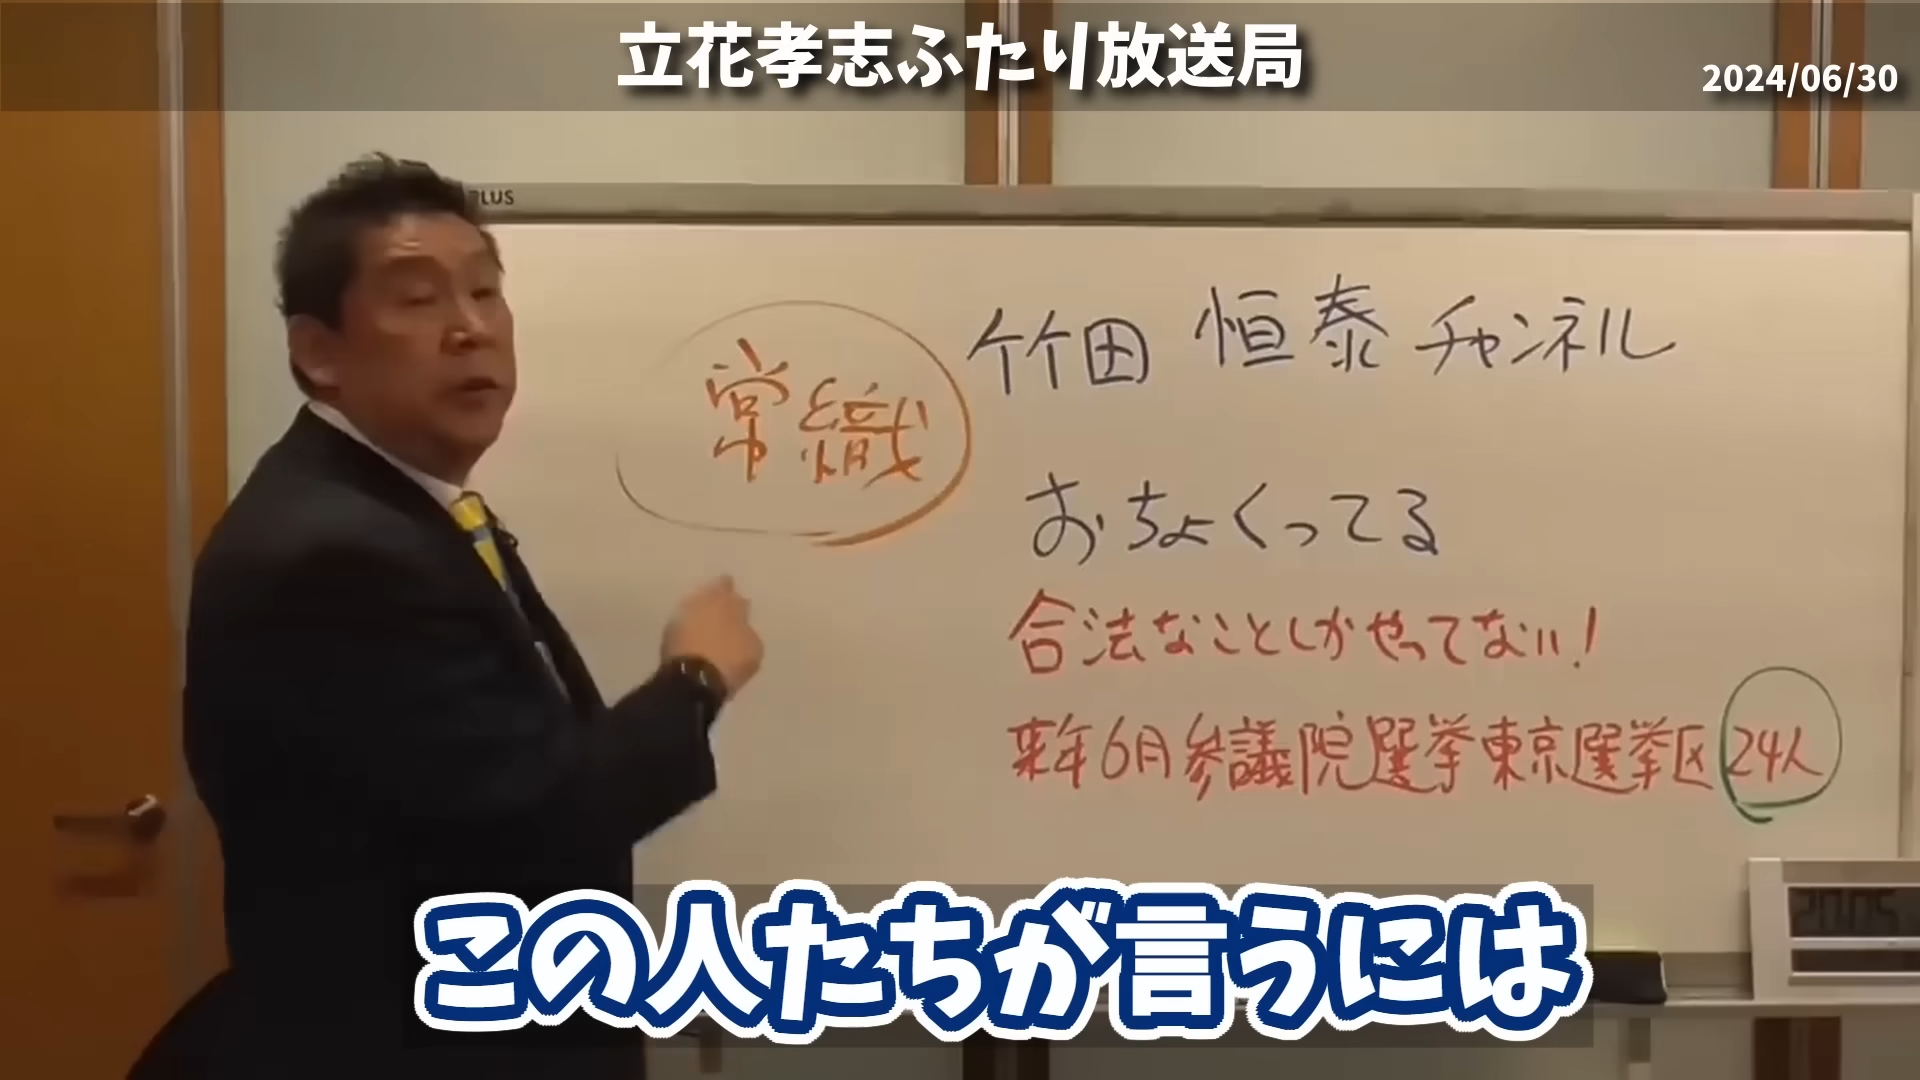 立花孝志ふたり放送局
2024/06/30
PLUS
竹田 恒泰チャンネル
常織
おちょくってる
合法なことしかやってない!
来年6月参議院選挙東京選挙区24人
この人たちが言うには